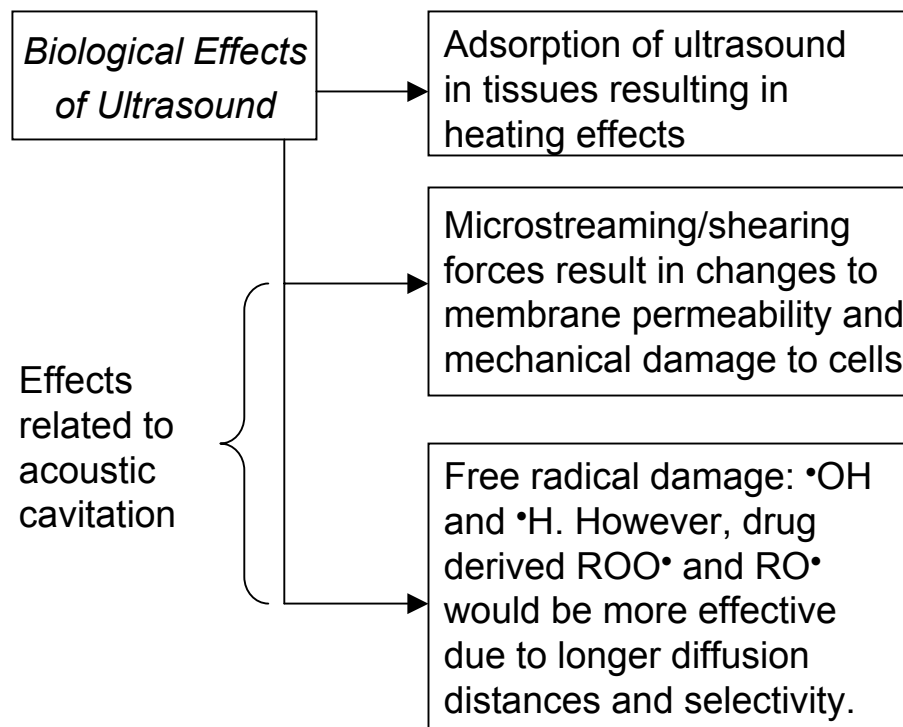 Biological Effects
of Ultrasound
Adsorption of ultrasound
in tissues resulting in
heating effects
Microstreaming/shearing
forces result in changes to
membrane permeability and
mechanical damage to cells
Effects
related to
acoustic
cavitation
Free radical damage: •OH
and •H. However, drug
derived ROO• and RO•
would be more effective
due to longer diffusion
distances and selectivity.